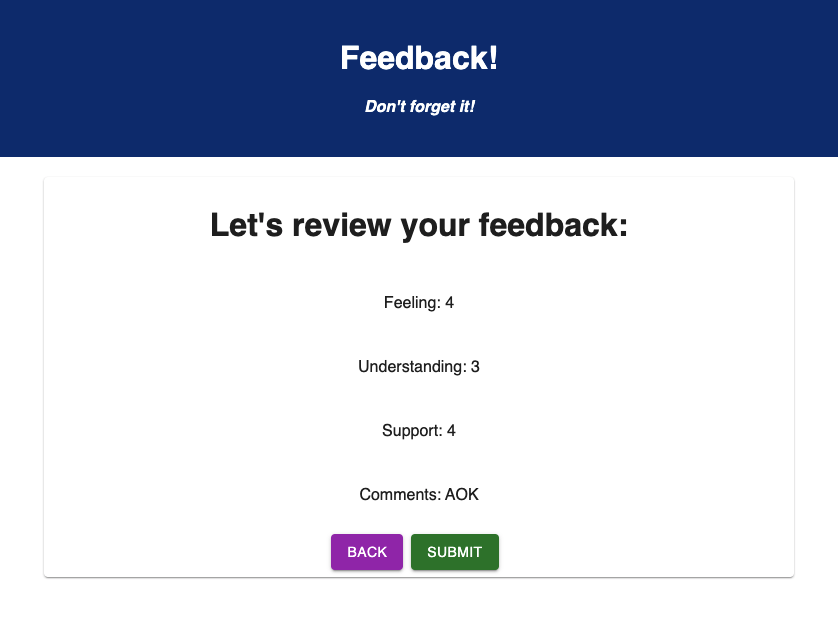 Feedback!
Don't forget it!
Let's review your feedback:
Feeling: 4
Understanding: 3
Support: 4
Comments: AOK
BACK SUBMIT